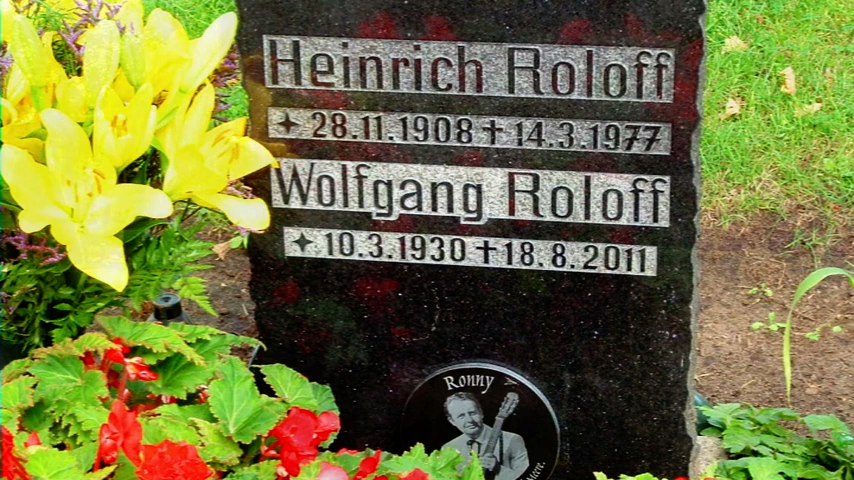 Heinrich Roloff
✦ 28.11.1908 ✝ 14.3.1977
Wolfgang Roloff
✦ 10.3.1930 ✝ 18.8.2011
Ronny